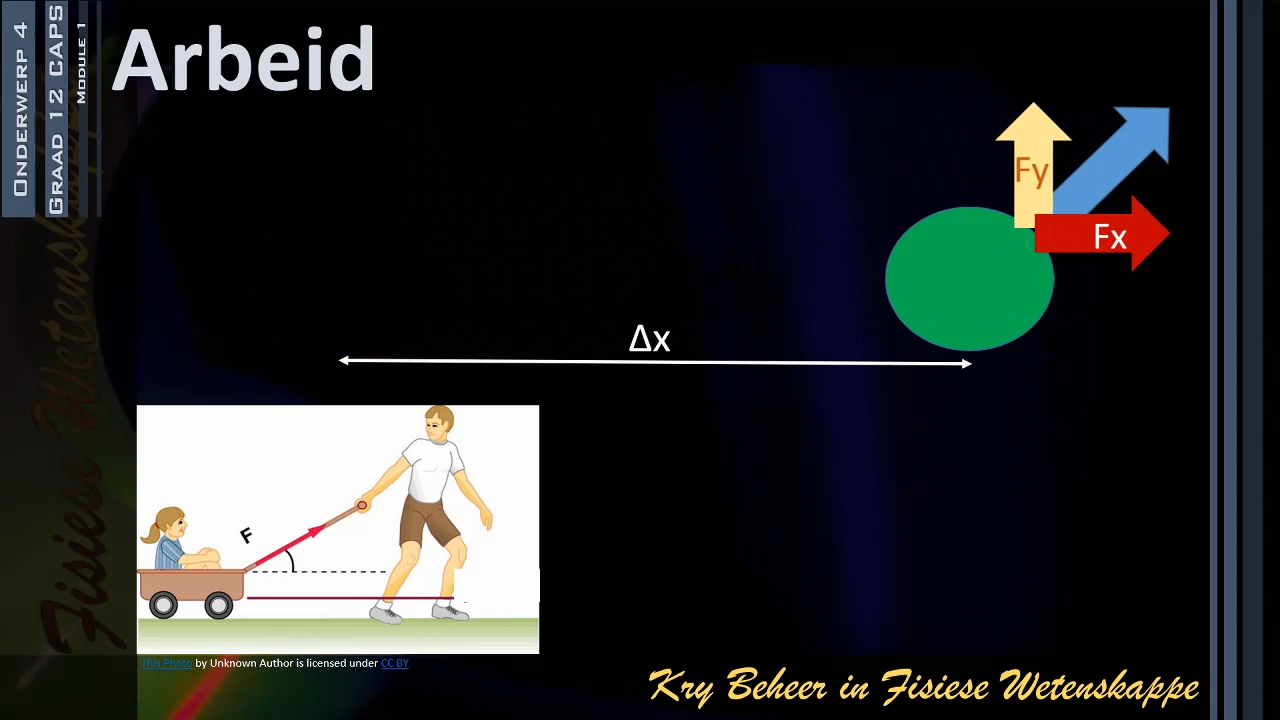 ONDERWERP 4
GRAAD 12 CAPS
MODULE 1
Arbeid
Fy
Fx
Δx
F
This Photo by Unknown Author is licensed under CC BY
Fisiese Wetenskappe
Kry Beheer in Fisiese Wetenskappe